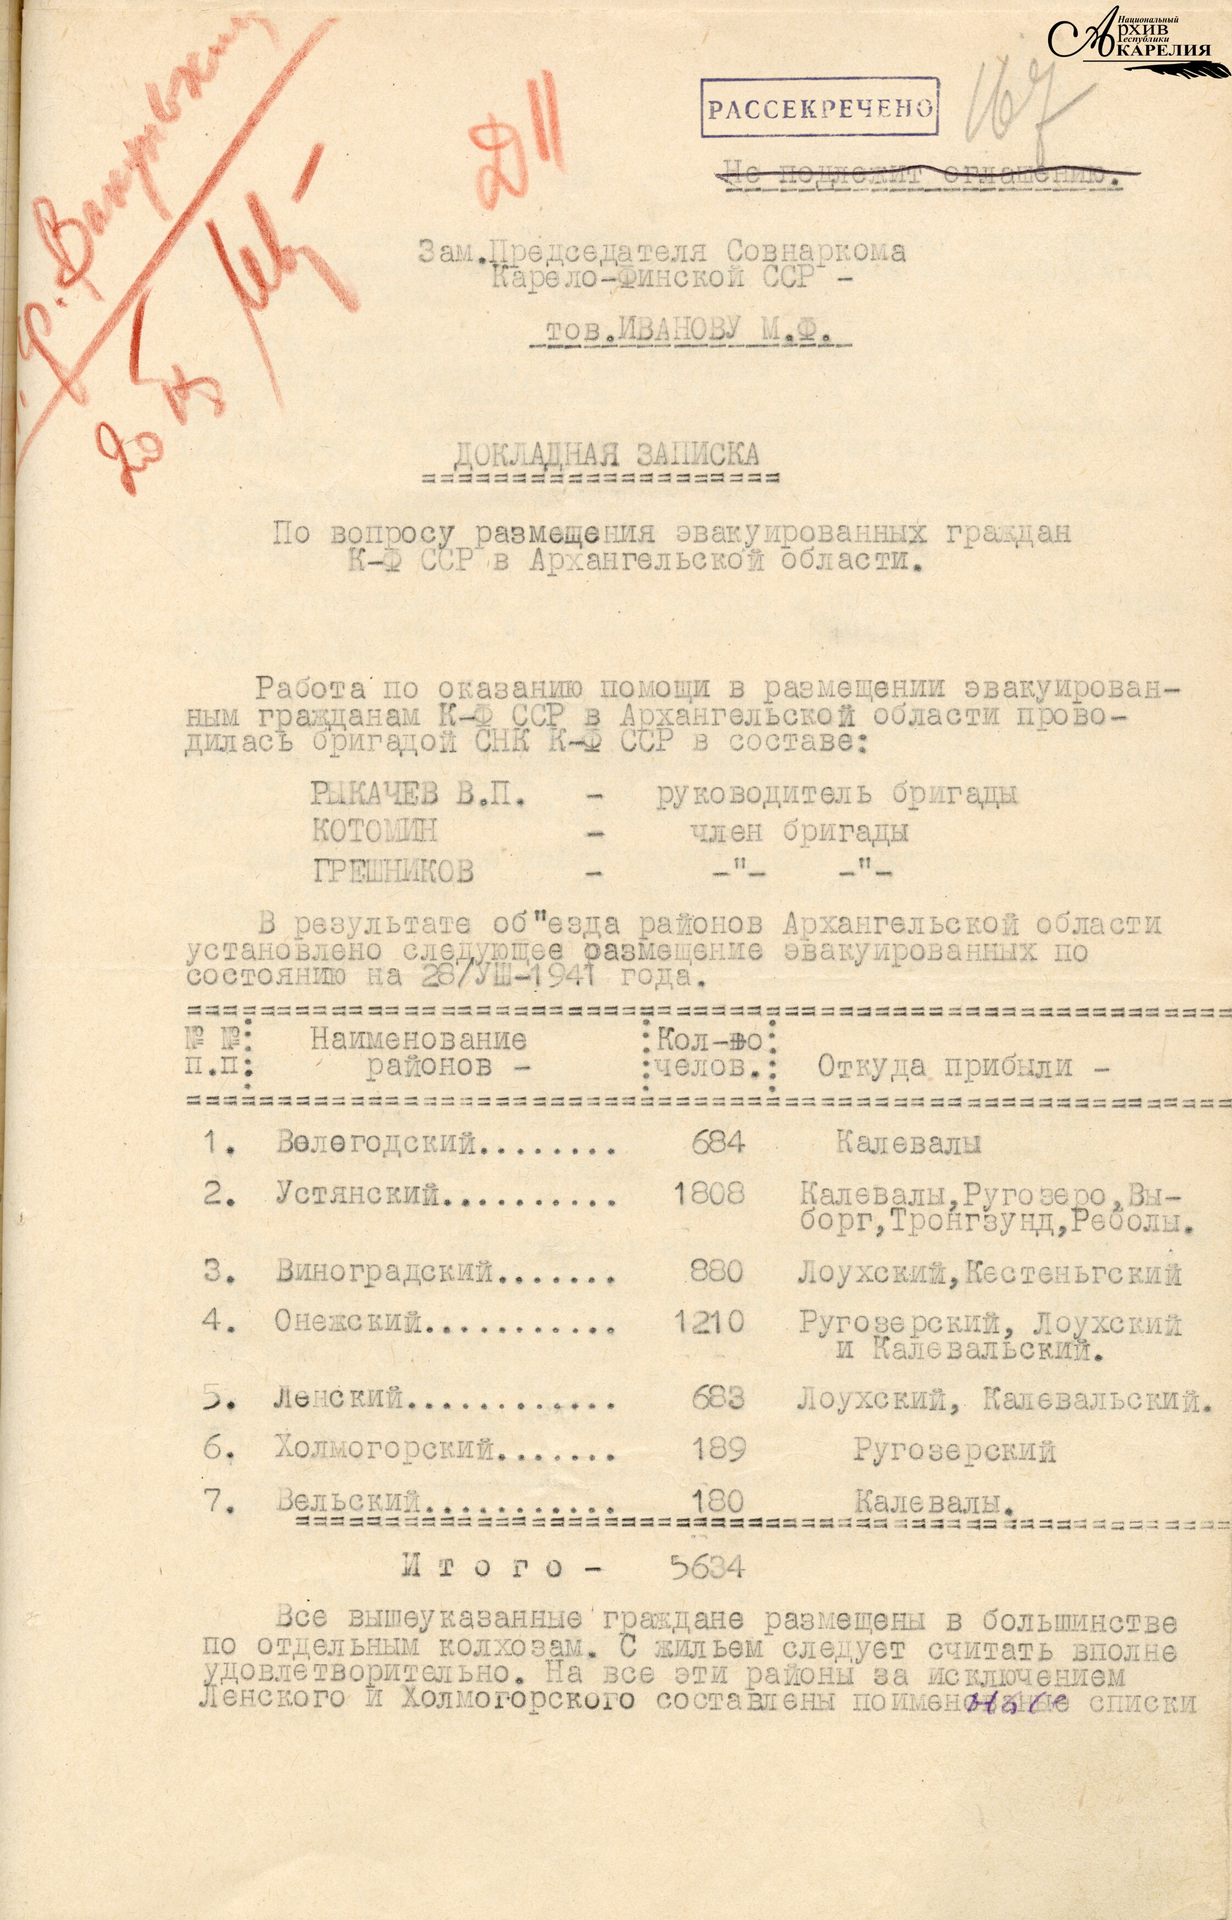 Национальный
Архив
Республики
Карелия
РАССЕКРЕЧЕНО
167
Д 11
Не подлежит оглашению.
Зам.Председателя Совнаркома
Карело-Финской ССР -
тов.ИВАНОВУ М.Ф.
ДОКЛАДНАЯ ЗАПИСКА
По вопросу размещения эвакуированных граждан
К-Ф ССР в Архангельской области.
Работа по оказанию помощи в размещении эвакуирован-
ным гражданам К-Ф ССР в Архангельской области прово-
дилась бригадой СНК К-Ф ССР в составе:
РЫКАЧЕВ В.П. - руководитель бригады
КОТОМИН - член бригады
ГРЕШНИКОВ - -"- -"-
В результате об"езда районов Архангельской области
установлено следующее размещение эвакуированных по
состоянию на 28/УШ-1941 года.
№ № Наименование Кол-во
п.п: районов - челов. Откуда прибыли -
1. Вологодский........ 684 Калевалы
2. Устянский.......... 1808 Калевалы,Ругозеро,Вы-
борг,Тронгзунд,Реболы.
3. Виноградский....... 880 Лоухский,Кестеньгский
4. Онежский........... 1210 Ругозерский, Лоухский
и Калевальский.
5. Ленский............ 683 Лоухский, Калевальский.
6. Холмогорский....... 189 Ругозерский
7. Вельский........... 180 Калевалы.
И т о г о - 5634
Все вышеуказанные граждане размещены в большинстве
по отдельным колхозам. С жильем следует считать вполне
удовлетворительно. На все эти районы за исключением
Ленского и Холмогорского составлены поименные списки